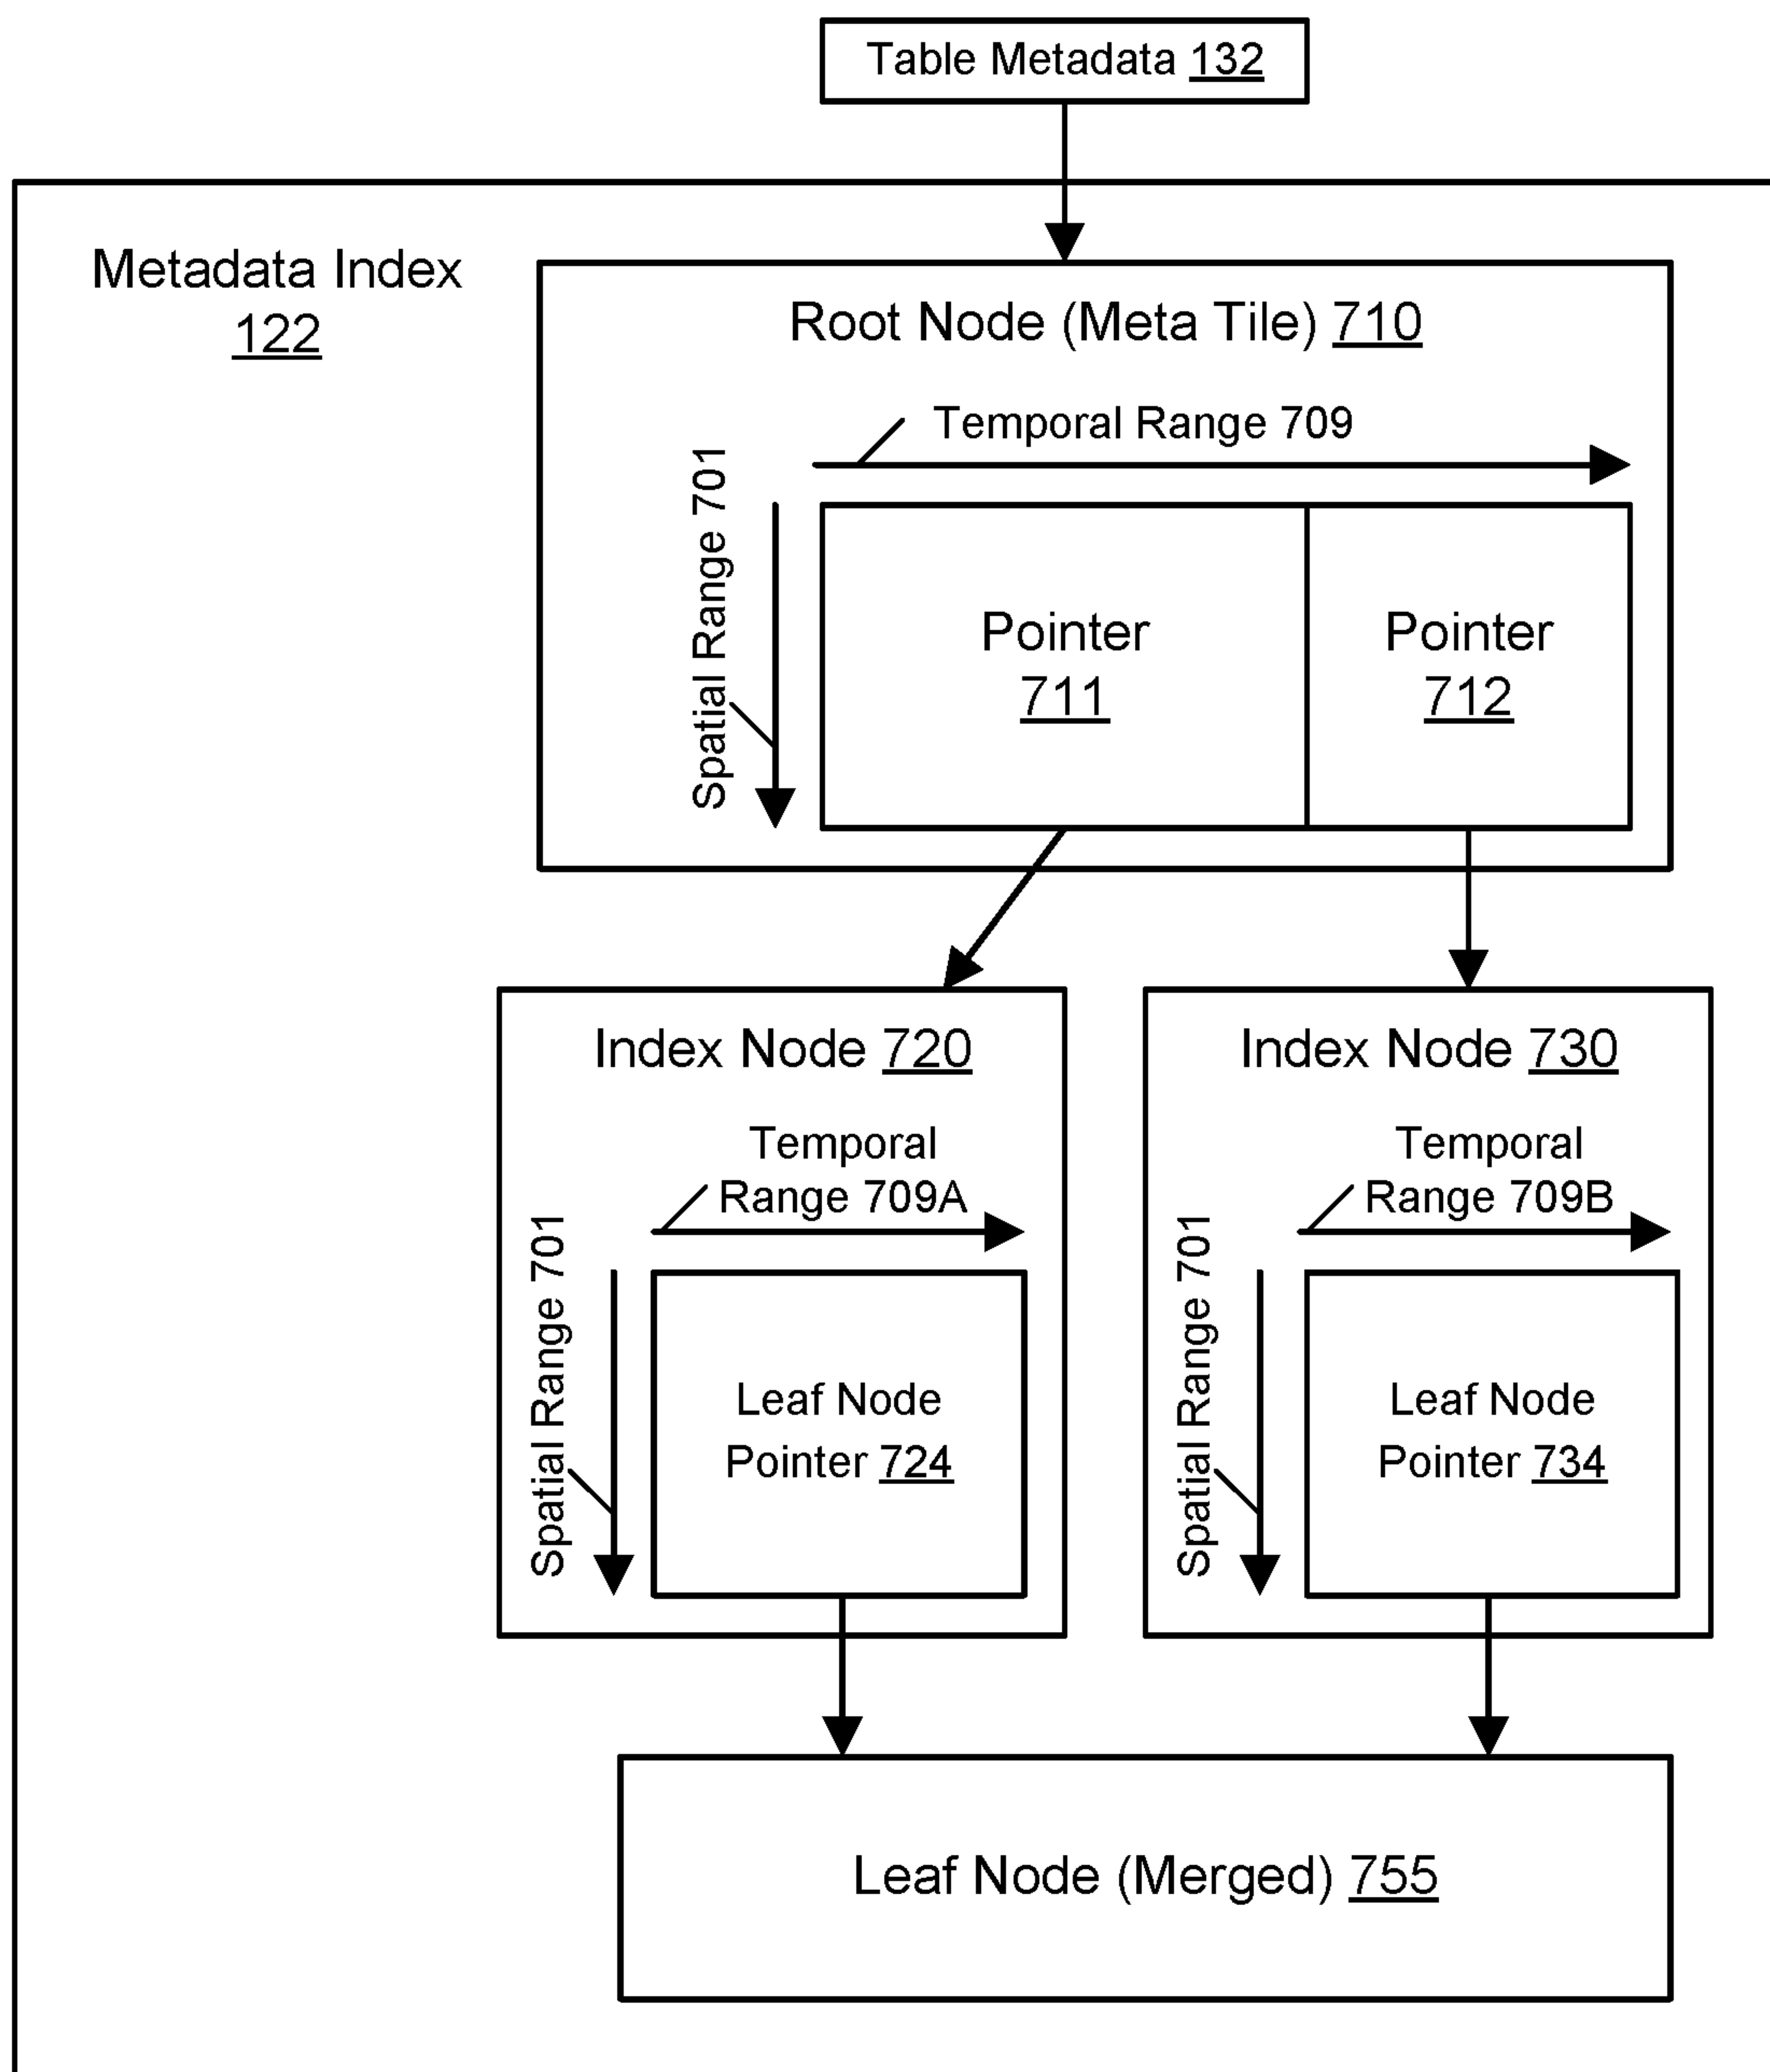 Table Metadata 132
Metadata Index
122
Root Node (Meta Tile) 710
Temporal Range 709
Spatial Range 701
Pointer
711
Pointer
712
Index Node 720
Temporal
Range 709A
Spatial Range 701
Leaf Node
Pointer 724
Index Node 730
Temporal
Range 709B
Spatial Range 701
Leaf Node
Pointer 734
Leaf Node (Merged) 755